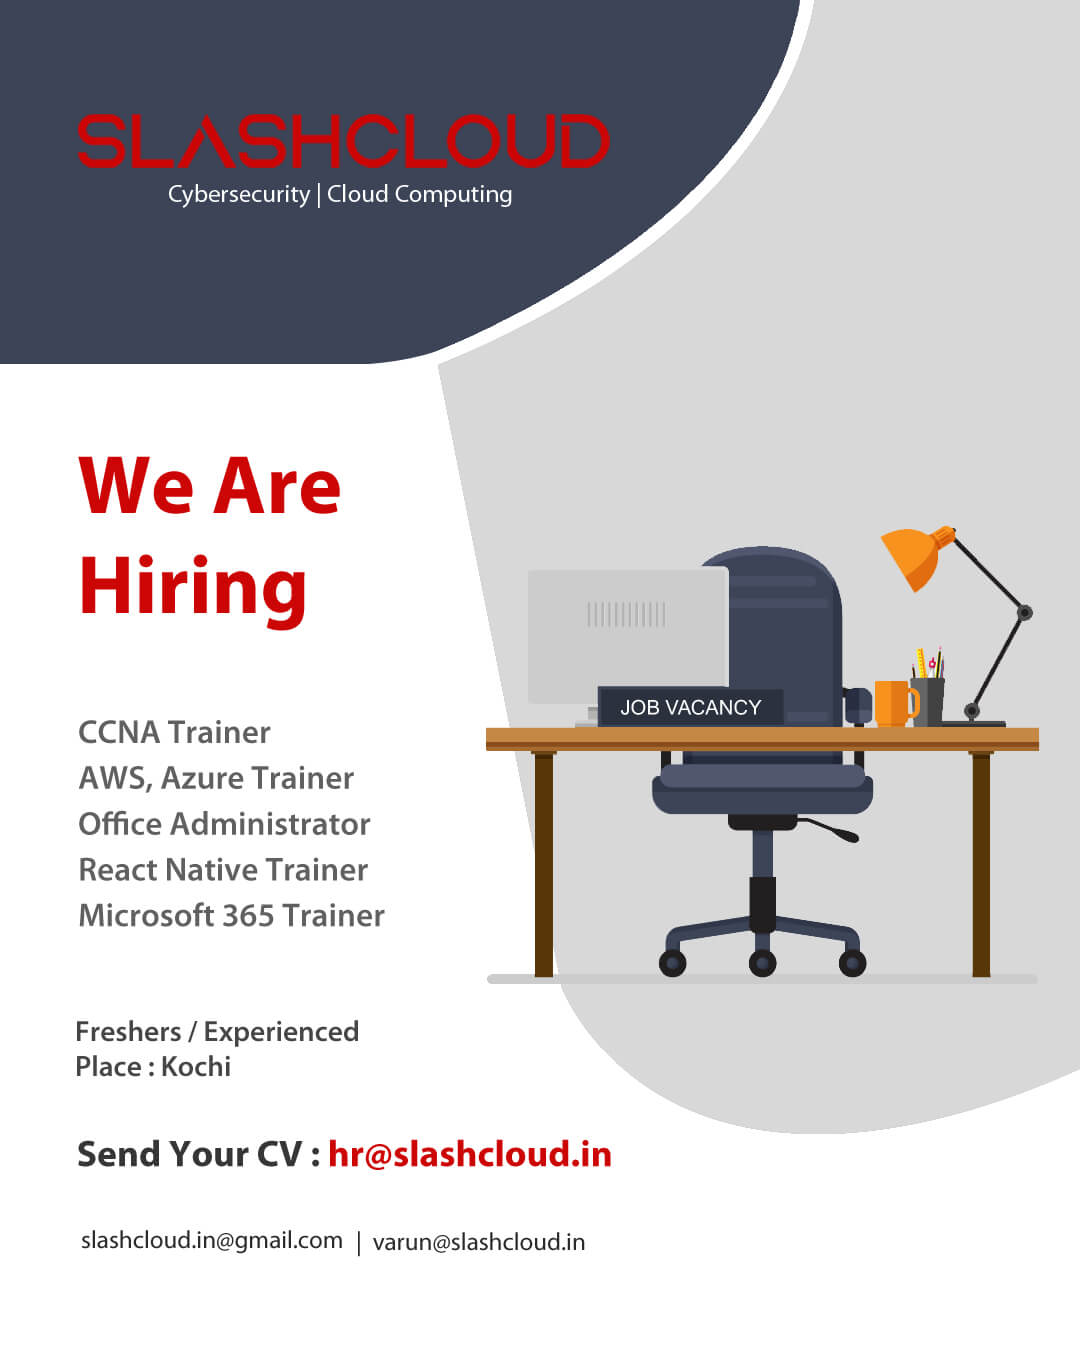 SLASHCLOUD
Cybersecurity | Cloud Computing
We Are
Hiring
JOB VACANCY
CCNA Trainer
AWS, Azure Trainer
Office Administrator
React Native Trainer
Microsoft 365 Trainer
Freshers / Experienced
Place : Kochi
Send Your CV : hr@slashcloud.in
slashcloud.in@gmail.com | varun@slashcloud.in